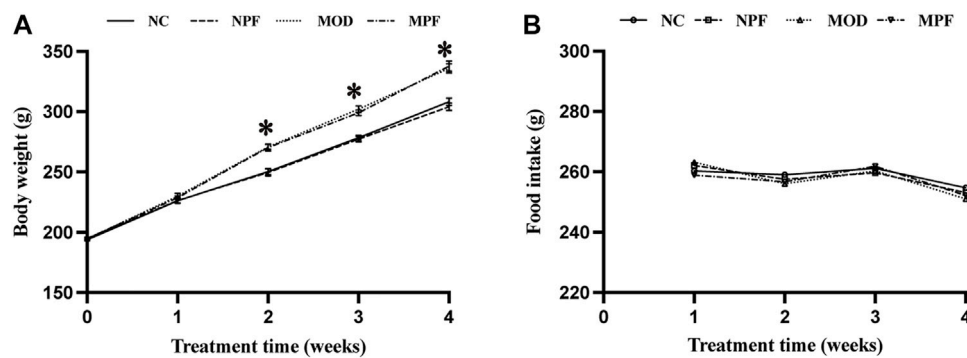 A
NC NPF MOD MPF
Body weight (g)
350
300
250
200
150
* * *
0 1 2 3 4
Treatment time (weeks)
B
NC NPF MOD MPF
Food intake (g)
300
280
260
240
220
0 1 2 3 4
Treatment time (weeks)